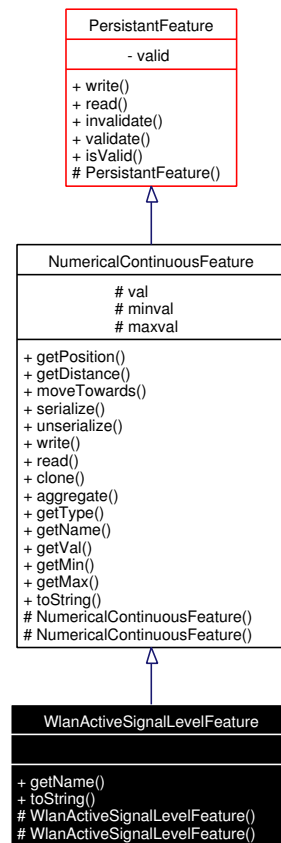 PersistantFeature
- valid
+ write()
+ read()
+ invalidate()
+ validate()
+ isValid()
# PersistantFeature()
NumericalContinuousFeature
# val
# minval
# maxval
+ getPosition()
+ getDistance()
+ moveTowards()
+ serialize()
+ unserialize()
+ write()
+ read()
+ clone()
+ aggregate()
+ getType()
+ getName()
+ getVal()
+ getMin()
+ getMax()
+ toString()
# NumericalContinuousFeature()
# NumericalContinuousFeature()
WlanActiveSignalLevelFeature
+ getName()
+ toString()
# WlanActiveSignalLevelFeature()
# WlanActiveSignalLevelFeature()